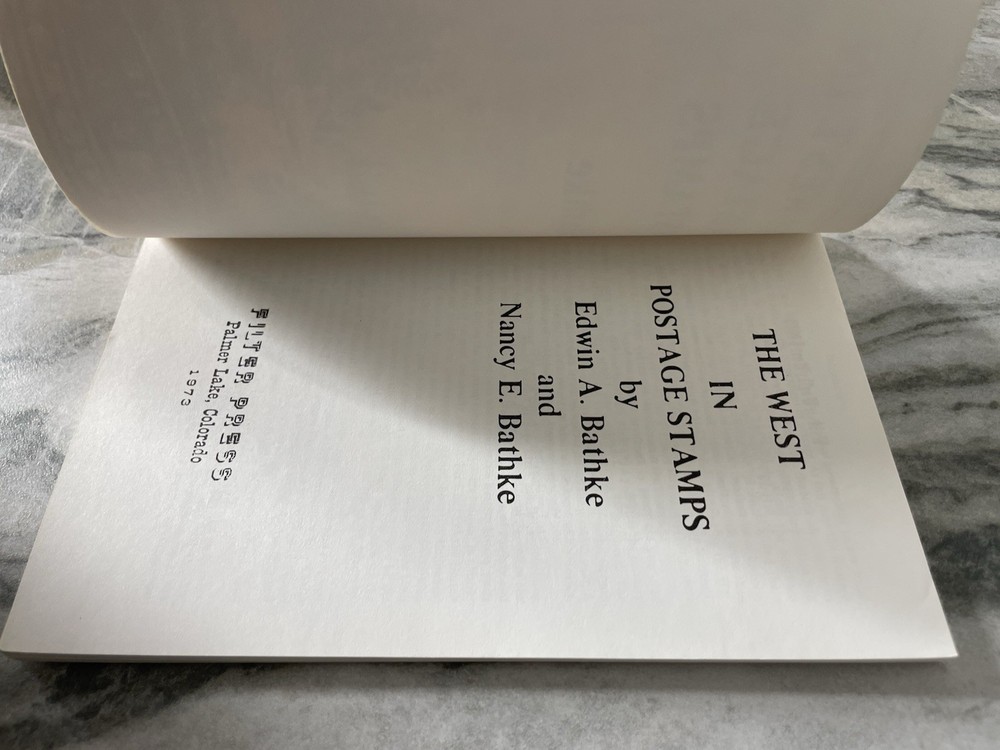 THE WEST
IN
POSTAGE STAMPS
by
Edwin A. Bathke
and
Nancy E. Bathke
FILTER PRESS
Palmer Lake, Colorado
1973